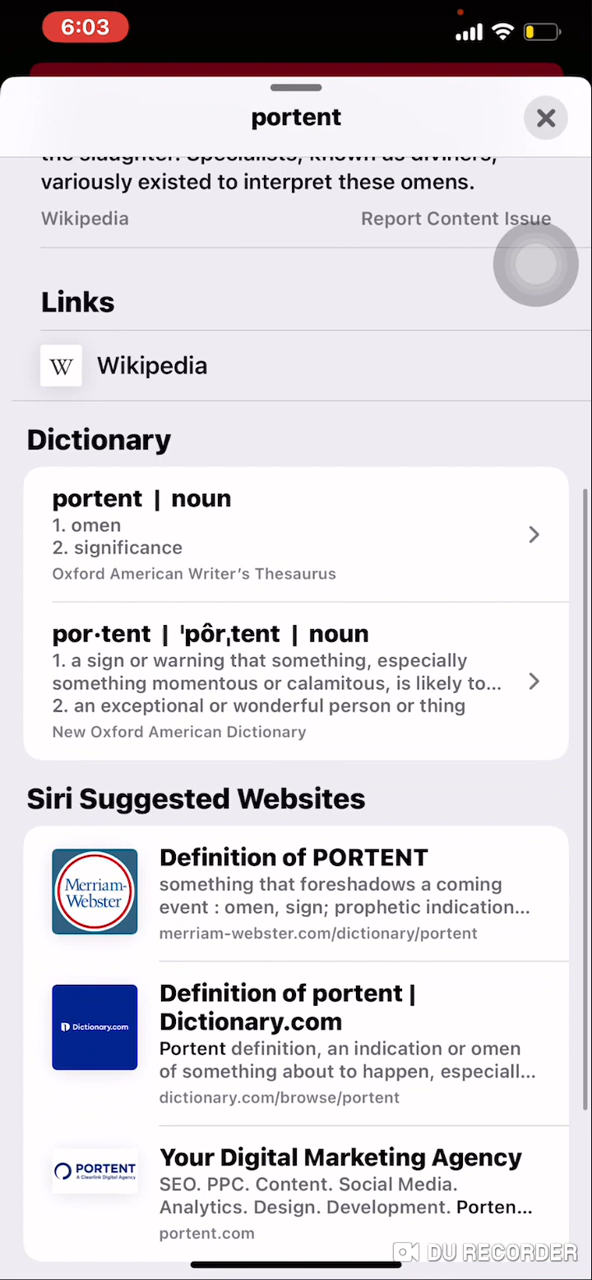 6:03
portent
the slaughter. Specialists, known as diviners,
variously existed to interpret these omens.
Wikipedia Report Content Issue
Links
W Wikipedia
Dictionary
portent | noun
1. omen
2. significance
Oxford American Writer's Thesaurus
por·tent | ˈpôrˌtent | noun
1. a sign or warning that something, especially
something momentous or calamitous, is likely to...
2. an exceptional or wonderful person or thing
New Oxford American Dictionary
Siri Suggested Websites
Merriam-
Webster
Definition of PORTENT
something that foreshadows a coming
event : omen, sign; prophetic indication...
merriam-webster.com/dictionary/portent
Dictionary.com
Definition of portent |
Dictionary.com
Portent definition, an indication or omen
of something about to happen, especiall...
dictionary.com/browse/portent
PORTENT
A Clearlink Digital Agency
Your Digital Marketing Agency
SEO. PPC. Content. Social Media.
Analytics. Design. Development. Porten...
portent.com
DU RECORDER